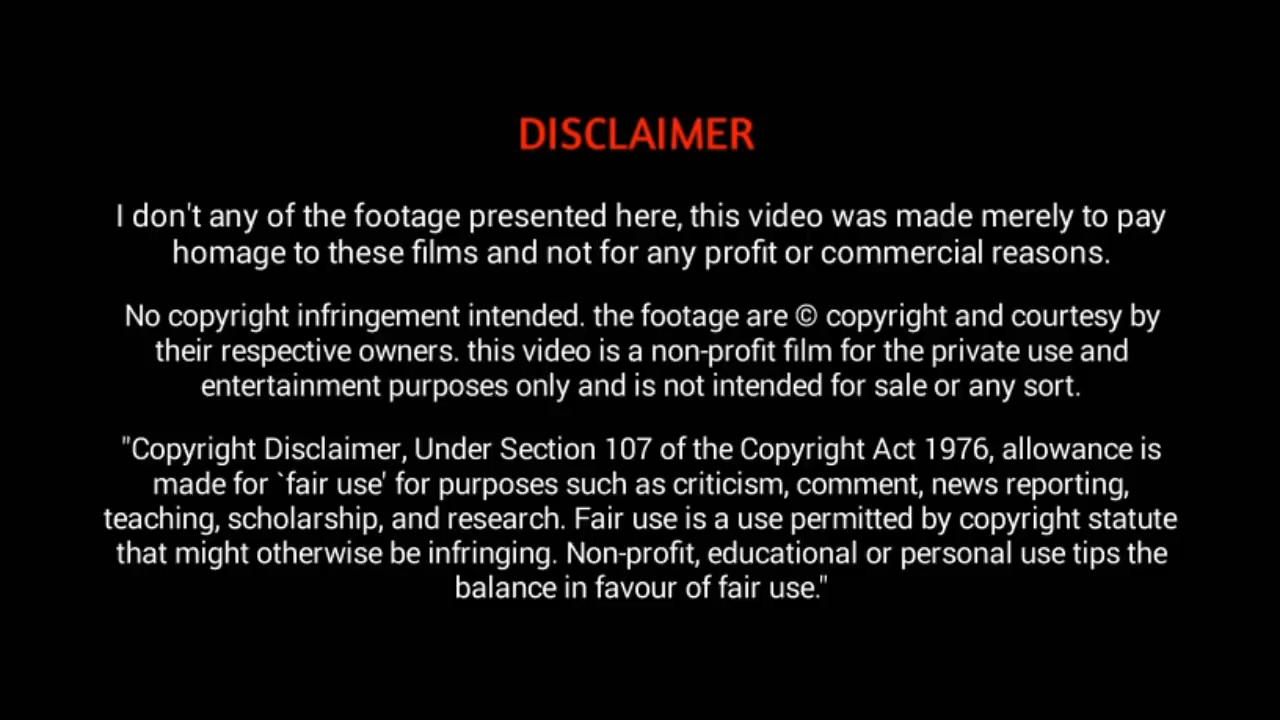 DISCLAIMER
I don't any of the footage presented here, this video was made merely to pay
homage to these films and not for any profit or commercial reasons.
No copyright infringement intended. the footage are © copyright and courtesy by
their respective owners. this video is a non-profit film for the private use and
entertainment purposes only and is not intended for sale or any sort.
"Copyright Disclaimer, Under Section 107 of the Copyright Act 1976, allowance is
made for `fair use' for purposes such as criticism, comment, news reporting,
teaching, scholarship, and research. Fair use is a use permitted by copyright statute
that might otherwise be infringing. Non-profit, educational or personal use tips the
balance in favour of fair use."